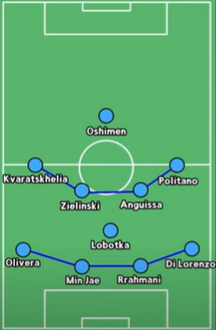 Oshimen
Kvaratskhelia
Politano
Zielinski
Anguissa
Lobotka
Olivera
Di Lorenzo
Min Jae
Rrahmani